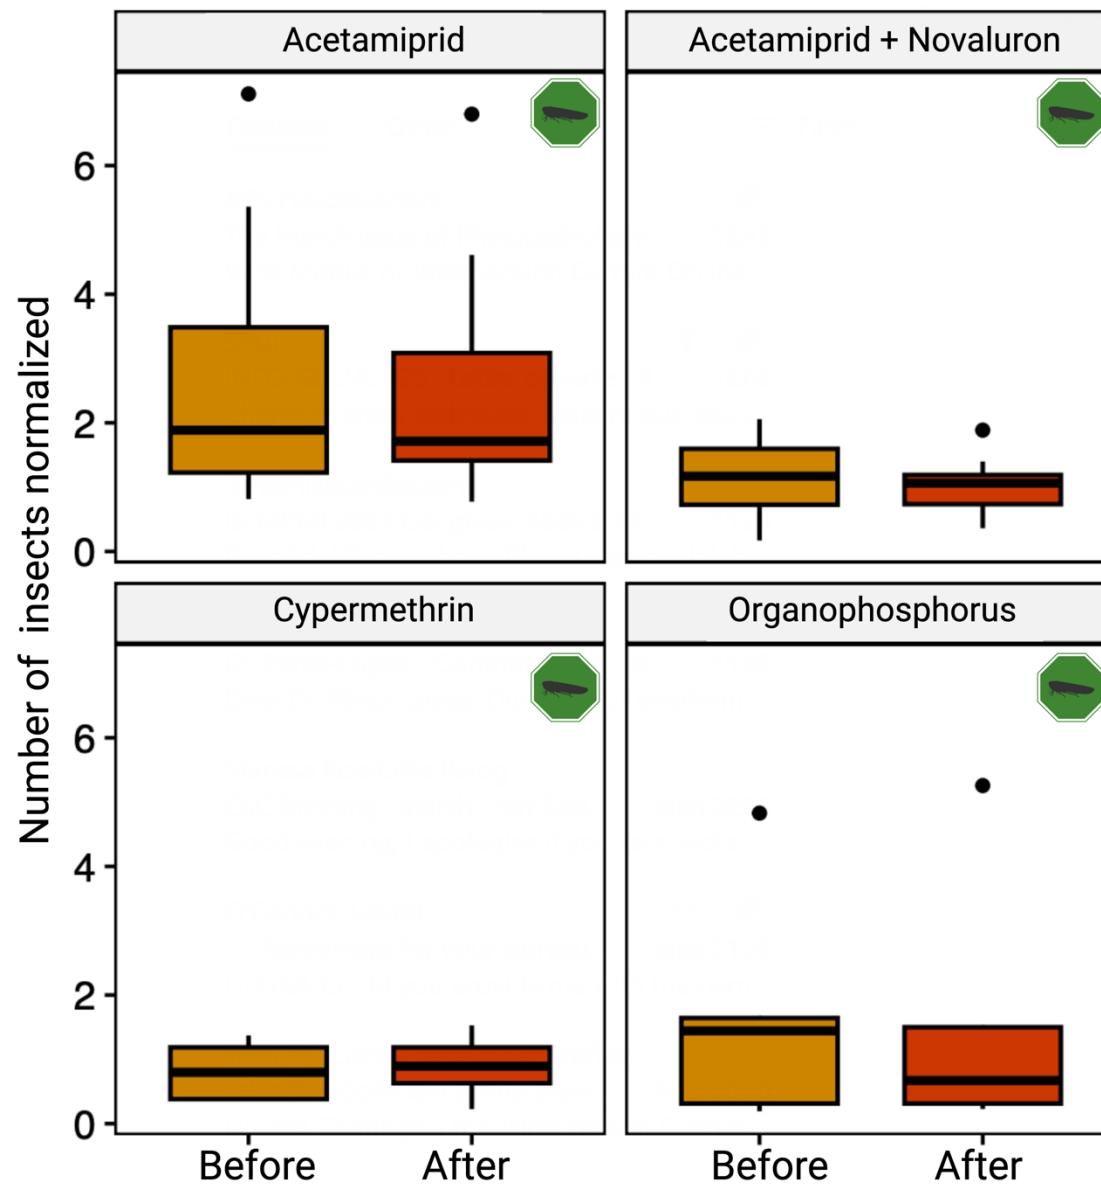 Acetamiprid
Acetamiprid + Novaluron
6
4
2
0
Cypermethrin
Organophosphorus
6
4
2
0
Before
After
Before
After
Number of insects normalized